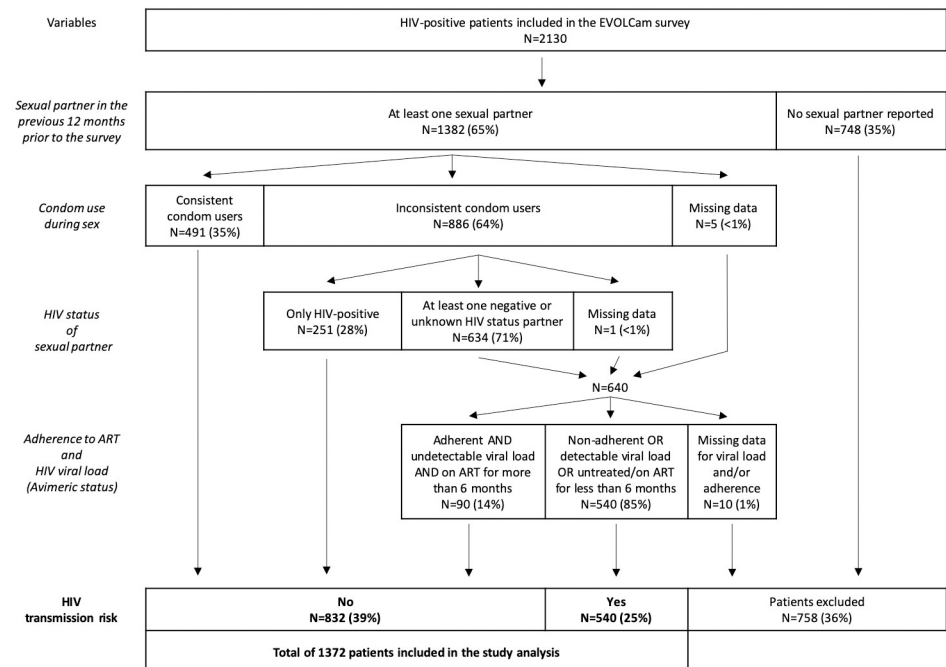 Variables
HIV-positive patients included in the EVOLCam survey
N=2130
Sexual partner in the
previous 12 months
prior to the survey
At least one sexual partner
N=1382 (65%)
No sexual partner reported
N=748 (35%)
Condom use
during sex
Consistent
condom users
N=491 (35%)
Inconsistent condom users
N=886 (64%)
Missing data
N=5 (<1%)
HIV status
of
sexual partner
Only HIV-positive
N=251 (28%)
At least one negative or
unknown HIV status partner
N=634 (71%)
Missing data
N=1 (<1%)
N=640
Adherence to ART
and
HIV viral load
(Avimeric status)
Adherent AND
undetectable viral load
AND on ART for more
than 6 months
N=90 (14%)
Non-adherent OR
detectable viral load
OR untreated/on ART
for less than 6 months
N=540 (85%)
Missing data
for viral load
and/or
adherence
N=10 (1%)
HIV
transmission risk
No
N=832 (39%)
Yes
N=540 (25%)
Patients excluded
N=758 (36%)
Total of 1372 patients included in the study analysis